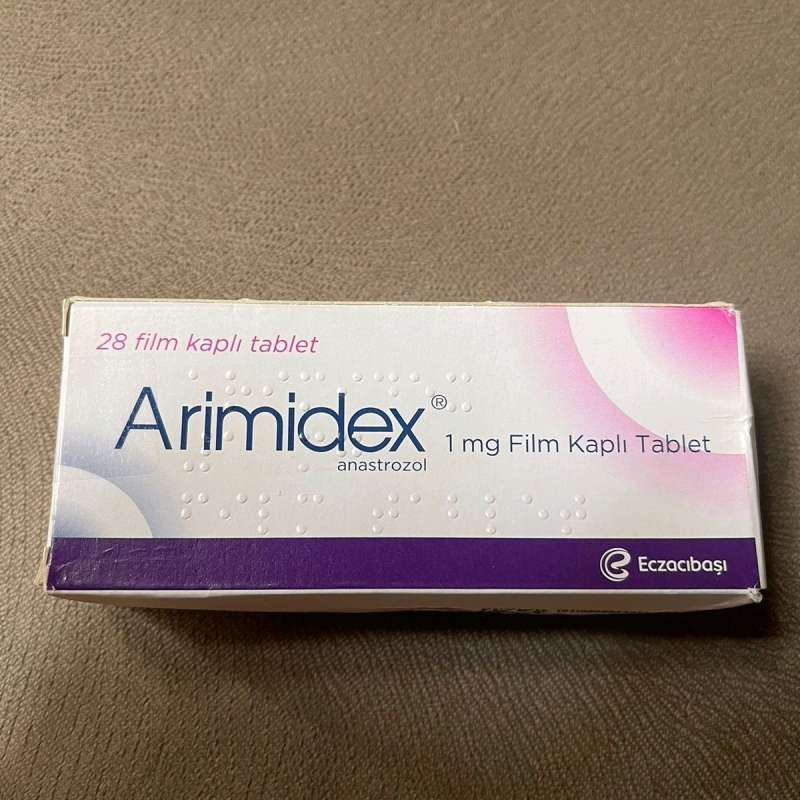 28 film kaplı tablet
Arimidex®
1 mg Film Kaplı Tablet
anastrozol
Eczacıbaşı